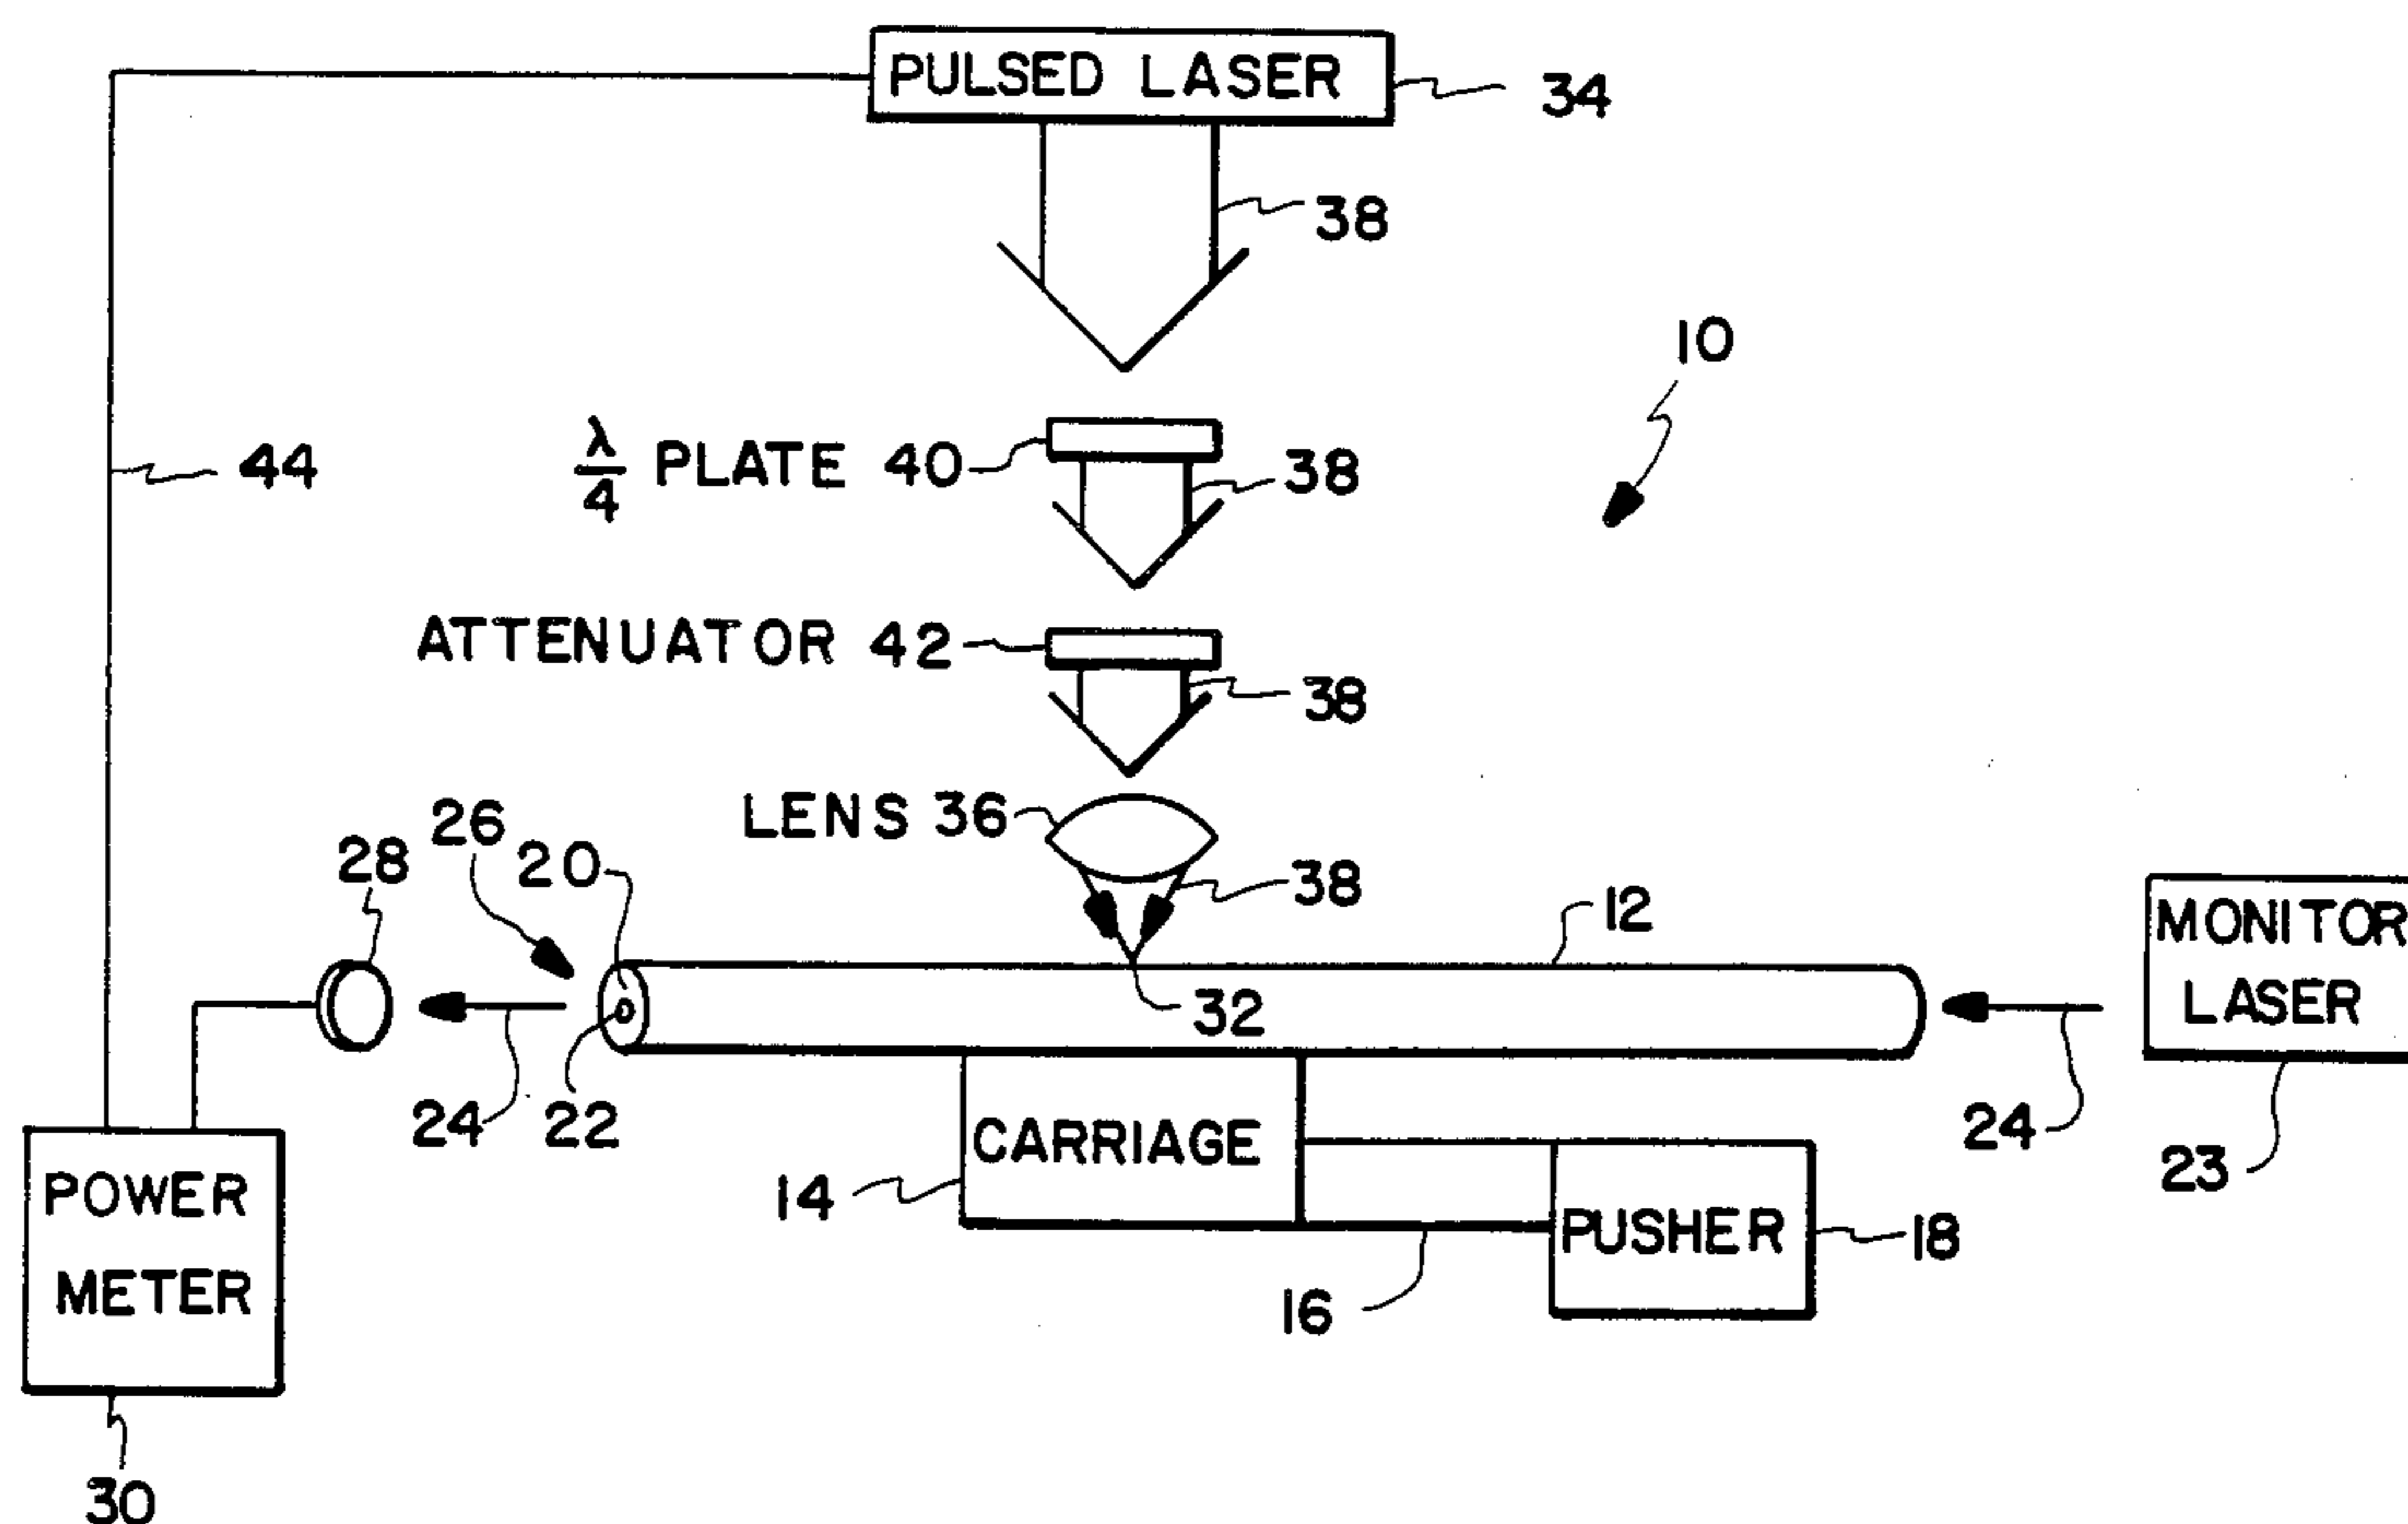 PULSED LASER
34
38
10
λ/4 PLATE 40
38
44
ATTENUATOR 42
38
LENS 36
26
28
20
38
12
MONITOR
LASER
32
24
22
24
23
CARRIAGE
14
POWER
METER
PUSHER
18
16
30